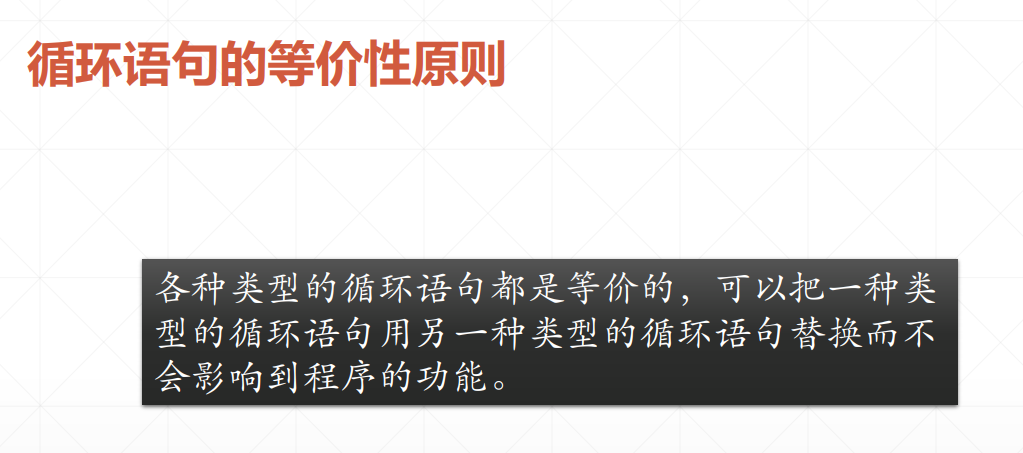 循环语句的等价性原则
各种类型的循环语句都是等价的，可以把一种类
型的循环语句用另一种类型的循环语句替换而不
会影响到程序的功能。